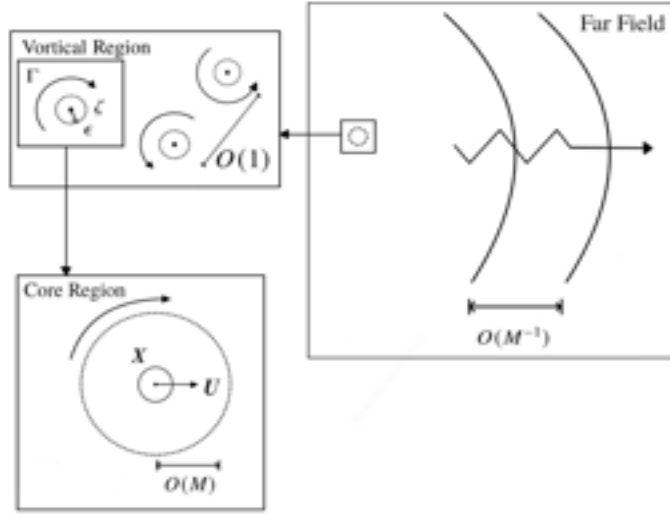 Vortical Region
Γ
ζ
ϵ
O(1)
Far Field
O(M⁻¹)
Core Region
X
U
O(M)